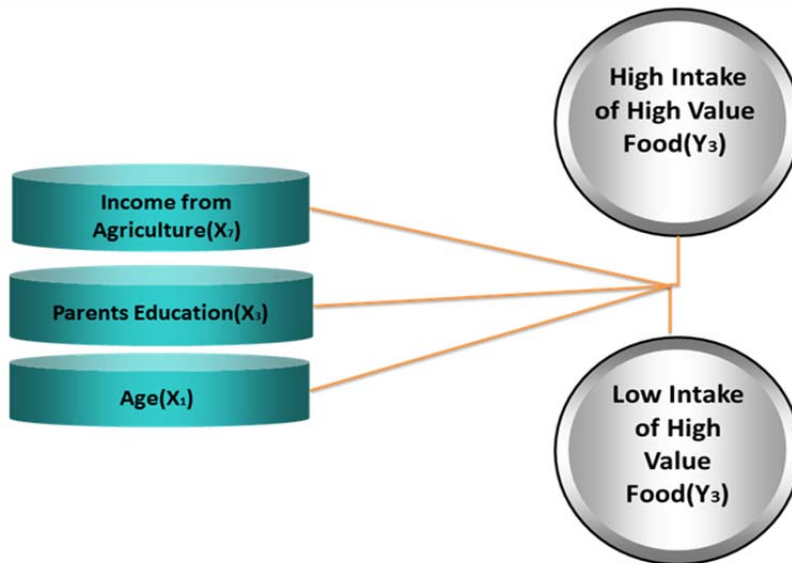 High Intake
of High Value
Food(Y₃)
Income from
Agriculture(X₇)
Parents Education(X₃)
Age(X₁)
Low Intake
of High
Value
Food(Y₃)